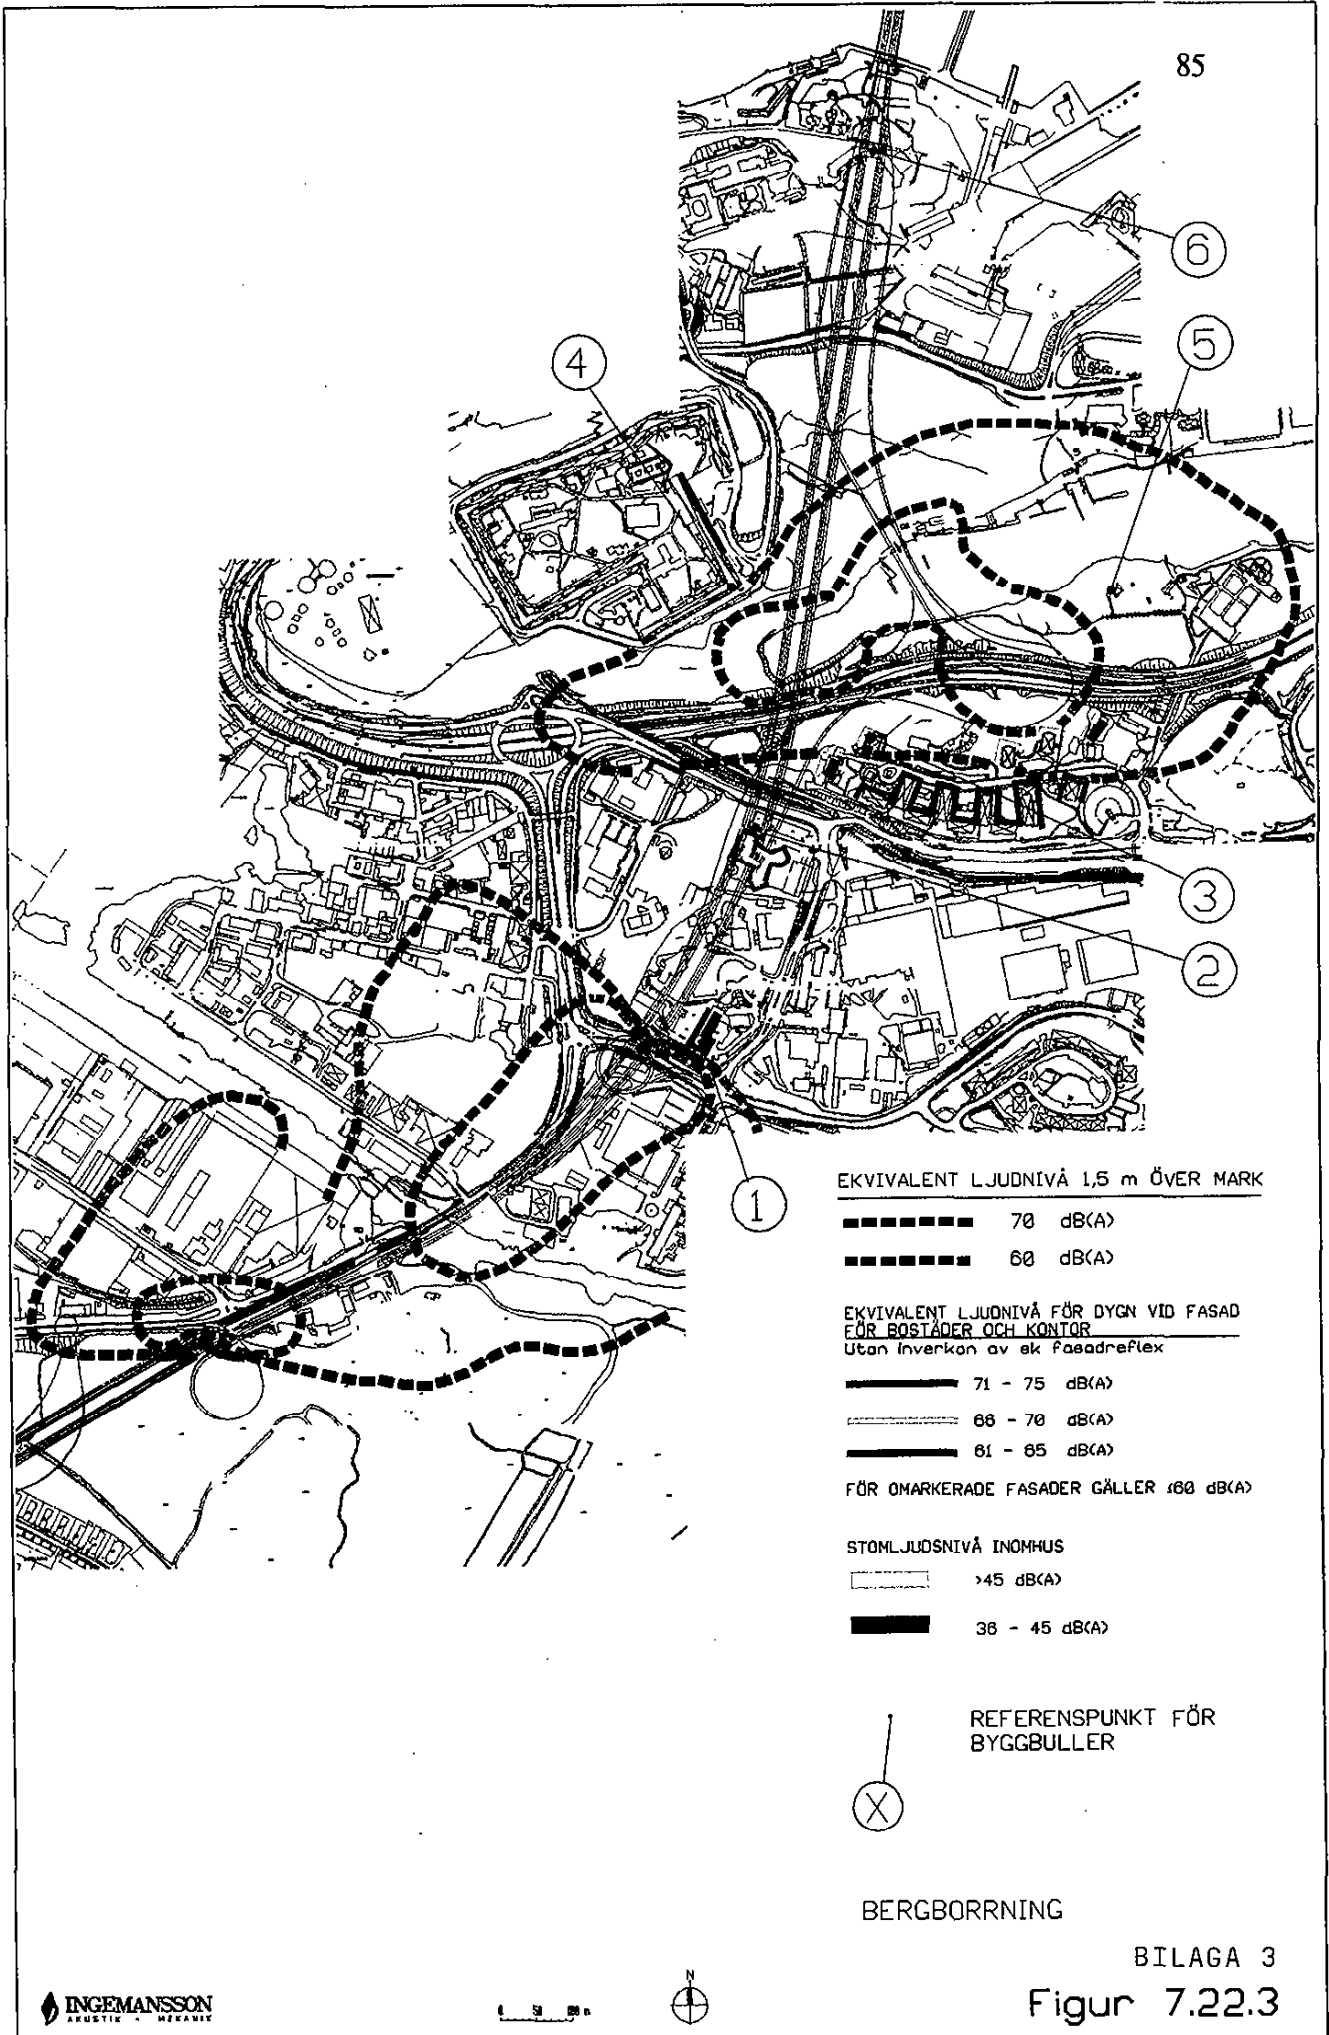 85
6
5
4
3
2
1
EKVIVALENT LJUDNIVÅ 1,5 m ÖVER MARK
70 dB(A)
60 dB(A)
EKVIVALENT LJUDNIVÅ FÖR DYGN VID FASAD
FÖR BOSTÄDER OCH KONTOR
Utan inverkan av ek fasadreflex
71 - 75 dB(A)
66 - 70 dB(A)
61 - 65 dB(A)
FÖR OMARKERADE FASADER GÄLLER ≤60 dB(A)
STOMLJUDSNIVÅ INOMHUS
>45 dB(A)
36 - 45 dB(A)
REFERENSPUNKT FÖR
BYGGBULLER
X
BERGBORRNING
BILAGA 3
Figur 7.22.3
INGEMANSSON
AKUSTIK - MEKANIK
N
0 50 m